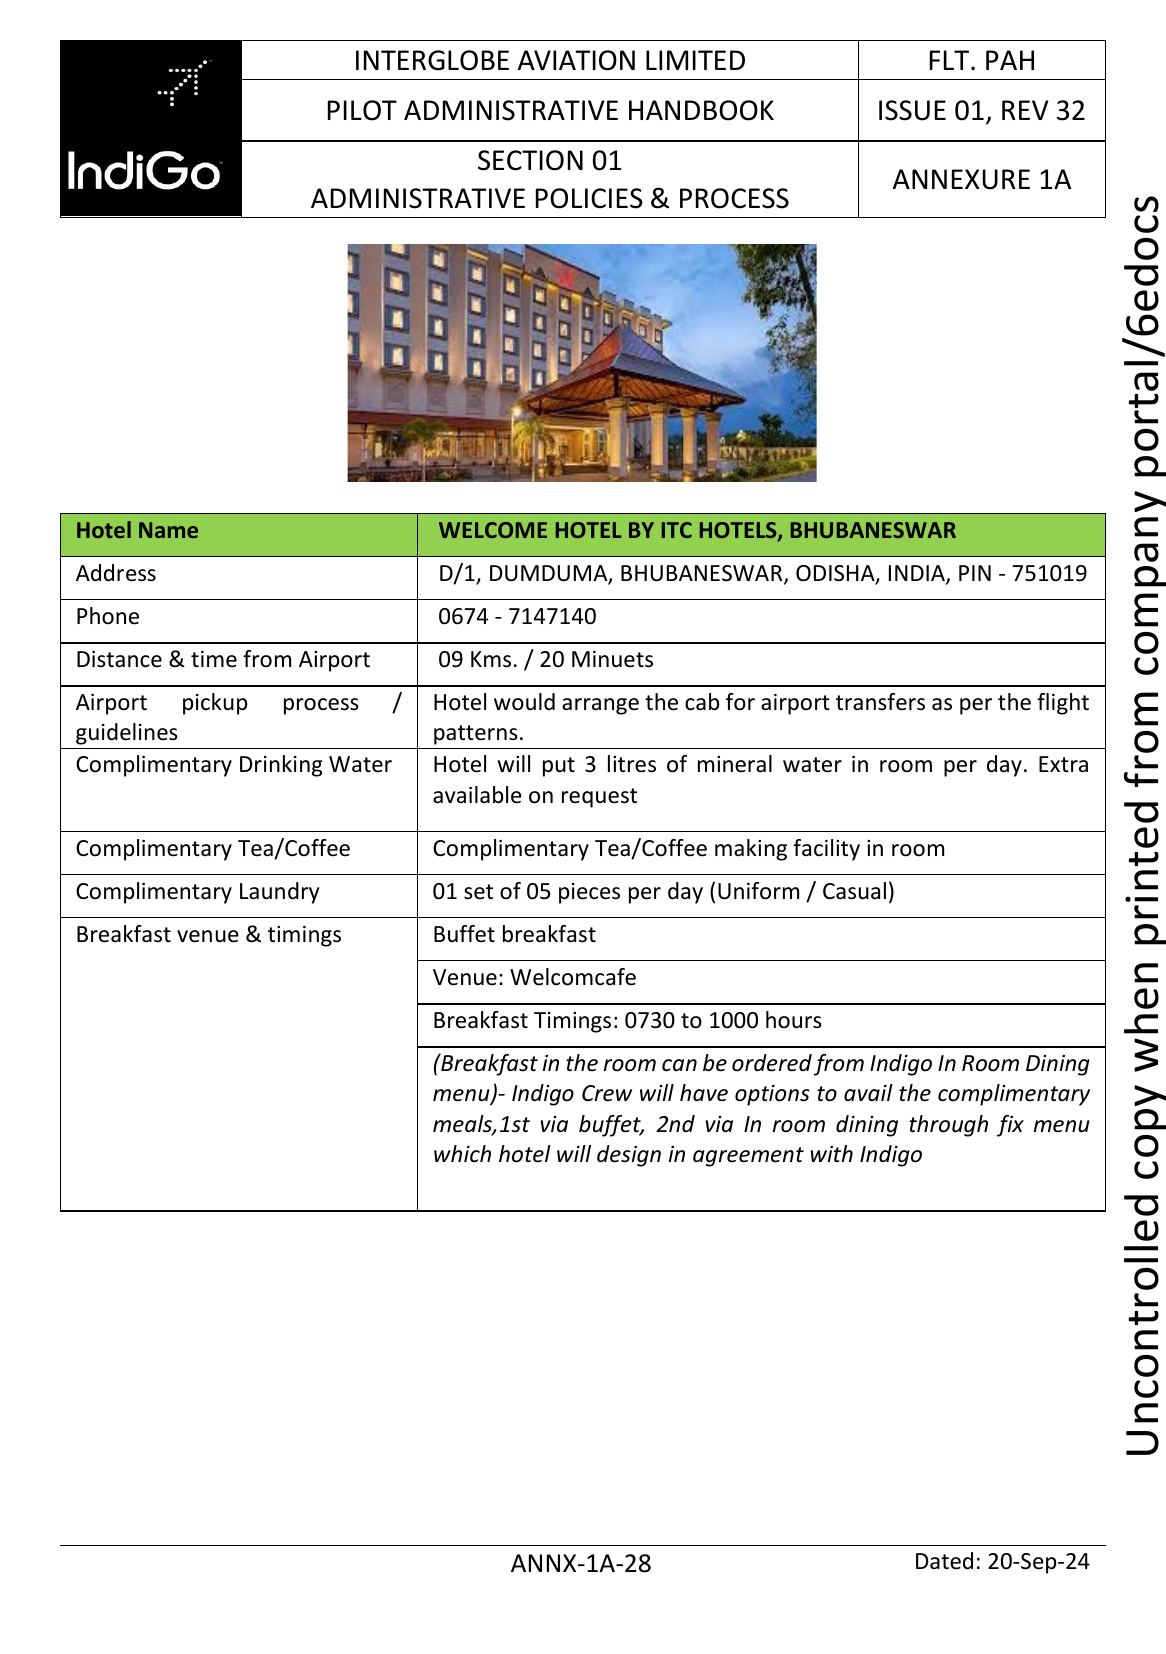 IndiGo
INTERGLOBE AVIATION LIMITED
FLT. PAH
PILOT ADMINISTRATIVE HANDBOOK
ISSUE 01, REV 32
SECTION 01
ADMINISTRATIVE POLICIES & PROCESS
ANNEXURE 1A
Hotel Name
WELCOME HOTEL BY ITC HOTELS, BHUBANESWAR
Address
D/1, DUMDUMA, BHUBANESWAR, ODISHA, INDIA, PIN - 751019
Phone
0674 - 7147140
Distance & time from Airport
09 Kms. / 20 Minuets
Airport pickup process /
guidelines
Hotel would arrange the cab for airport transfers as per the flight
patterns.
Complimentary Drinking Water
Hotel will put 3 litres of mineral water in room per day. Extra
available on request
Complimentary Tea/Coffee
Complimentary Tea/Coffee making facility in room
Complimentary Laundry
01 set of 05 pieces per day (Uniform / Casual)
Breakfast venue & timings
Buffet breakfast
Venue: Welcomcafe
Breakfast Timings: 0730 to 1000 hours
(Breakfast in the room can be ordered from Indigo In Room Dining
menu)- Indigo Crew will have options to avail the complimentary
meals,1st via buffet, 2nd via In room dining through fix menu
which hotel will design in agreement with Indigo
ANNX-1A-28
Dated: 20-Sep-24
Uncontrolled copy when printed from company portal/6edocs